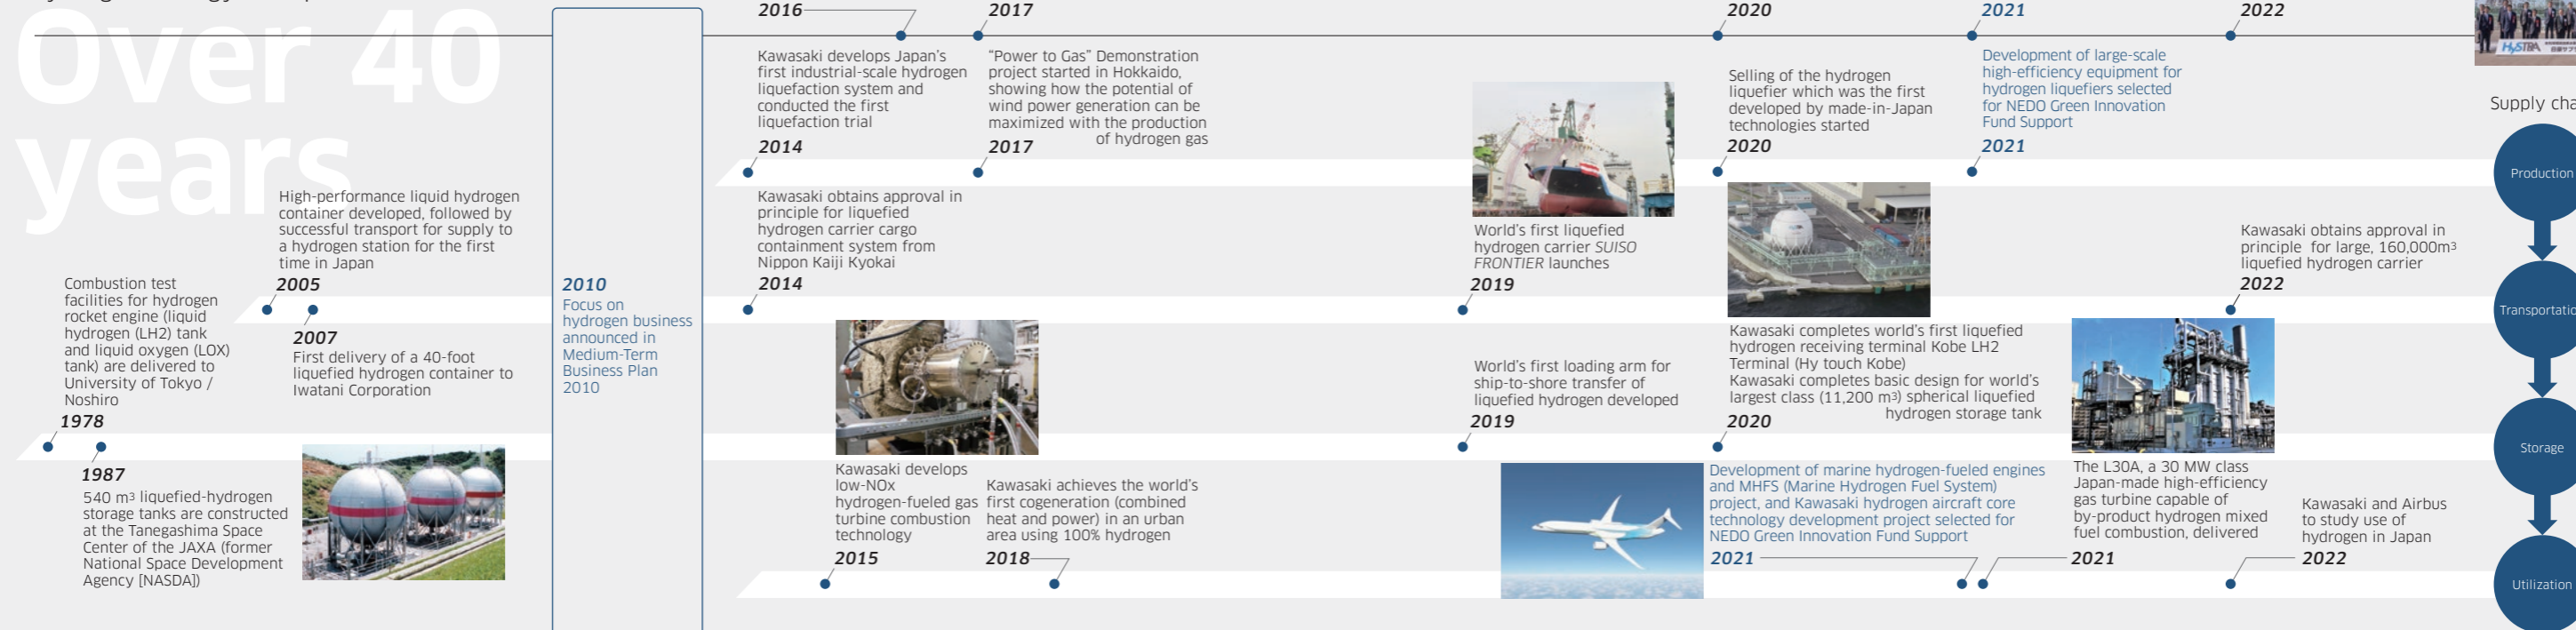 Over 40
years
2016
2017
2020
2021
2022
Kawasaki develops Japan's
first industrial-scale hydrogen
liquefaction system and
conducted the first
liquefaction trial
2014
"Power to Gas" Demonstration
project started in Hokkaido,
showing how the potential of
wind power generation can be
maximized with the production
of hydrogen gas
2017
Selling of the hydrogen
liquefier which was the first
developed by made-in-Japan
technologies started
2020
Development of large-scale
high-efficiency equipment for
hydrogen liquefiers selected
for NEDO Green Innovation
Fund Support
2021
HySTRA
Supply cha
Production
High-performance liquid hydrogen
container developed, followed by
successful transport for supply to
a hydrogen station for the first
time in Japan
2005
2007
First delivery of a 40-foot
liquefied hydrogen container to
Iwatani Corporation
2010
Focus on
hydrogen business
announced in
Medium-Term
Business Plan
2010
Kawasaki obtains approval in
principle for liquefied
hydrogen carrier cargo
containment system from
Nippon Kaiji Kyokai
2014
World's first liquefied
hydrogen carrier SUISO
FRONTIER launches
2019
Kawasaki obtains approval in
principle for large, 160,000m3
liquefied hydrogen carrier
2022
Transportatio
Combustion test
facilities for hydrogen
rocket engine (liquid
hydrogen (LH2) tank
and liquid oxygen (LOX)
tank) are delivered to
University of Tokyo /
Noshiro
1978
1987
540 m3 liquefied-hydrogen
storage tanks are constructed
at the Tanegashima Space
Center of the JAXA (former
National Space Development
Agency [NASDA])
World's first loading arm for
ship-to-shore transfer of
liquefied hydrogen developed
2019
Kawasaki completes world's first liquefied
hydrogen receiving terminal Kobe LH2
Terminal (Hy touch Kobe)
Kawasaki completes basic design for world's
largest class (11,200 m3) spherical liquefied
hydrogen storage tank
2020
Storage
Kawasaki develops
low-NOx
hydrogen-fueled gas
turbine combustion
technology
2015
Kawasaki achieves the world's
first cogeneration (combined
heat and power) in an urban
area using 100% hydrogen
2018
Development of marine hydrogen-fueled engines
and MHFS (Marine Hydrogen Fuel System)
project, and Kawasaki hydrogen aircraft core
technology development project selected for
NEDO Green Innovation Fund Support
2021
The L30A, a 30 MW class
Japan-made high-efficiency
gas turbine capable of
by-product hydrogen mixed
fuel combustion, delivered
2021
Kawasaki and Airbus
to study use of
hydrogen in Japan
2022
Utilization